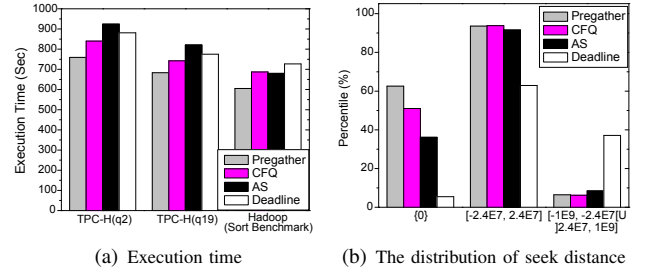 1000
900
800
700
600
500
400
300
200
100
0
Execution Time (Sec)
Pregather
CFQ
AS
Deadline
TPC-H(q2)
TPC-H(q19)
Hadoop
(Sort Benchmark)
(a) Execution time
100
80
60
40
20
0
Percentile (%)
Pregather
CFQ
AS
Deadline
{0}
[-2.4E7, 2.4E7]
[-1E9, -2.4E7[U
]2.4E7, 1E9]
(b) The distribution of seek distance